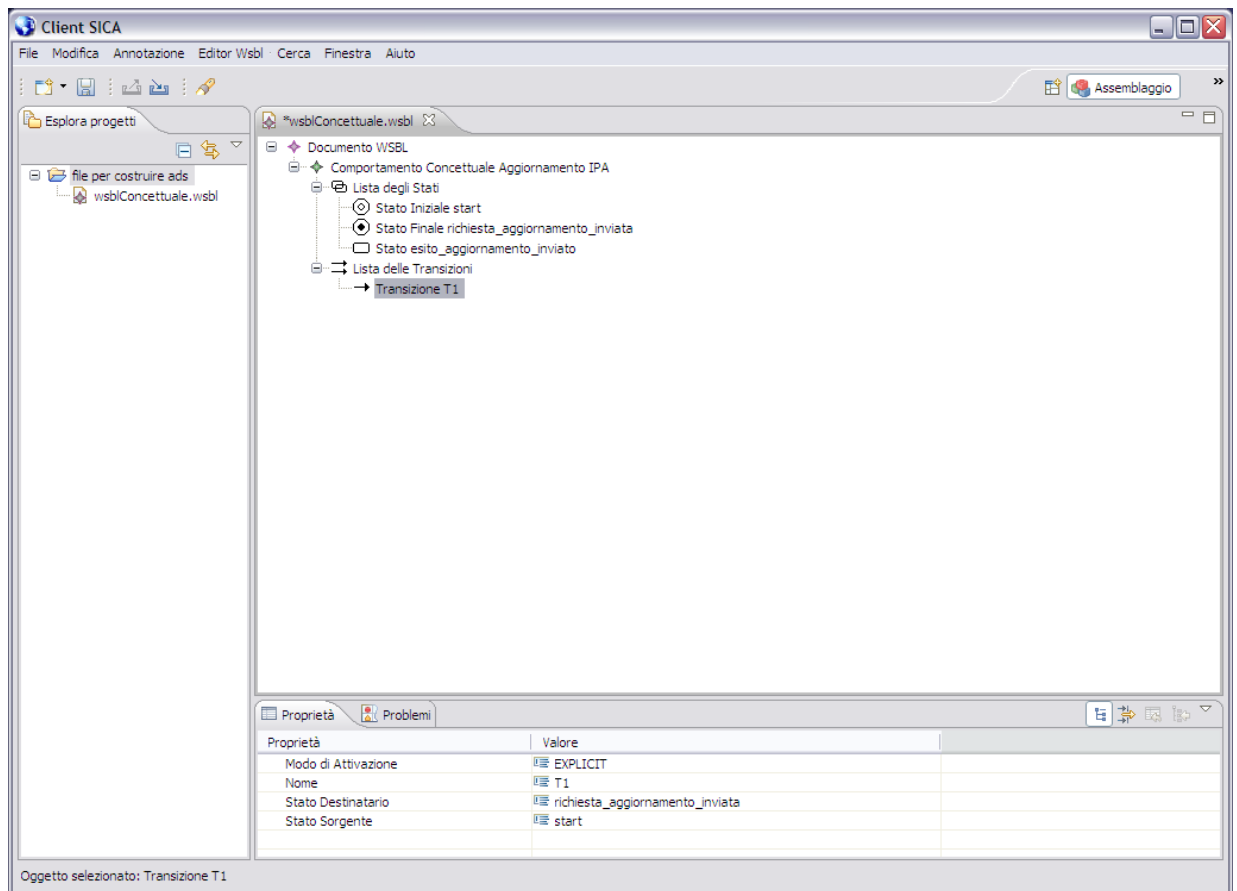 Client SICA
File Modifica Annotazione Editor Wsbl Cerca Finestra Aiuto
Assemblaggio
»
Esplora progetti
*wsblConcettuale.wsbl
file per costruire ads
wsblConcettuale.wsbl
Documento WSBL
Comportamento Concettuale Aggiornamento IPA
Lista degli Stati
Stato Iniziale start
Stato Finale richiesta_aggiornamento_inviata
Stato esito_aggiornamento_inviato
Lista delle Transizioni
Transizione T1
Proprietà
Problemi
Proprietà Valore
Modo di Attivazione EXPLICIT
Nome T1
Stato Destinatario richiesta_aggiornamento_inviata
Stato Sorgente start
Oggetto selezionato: Transizione T1